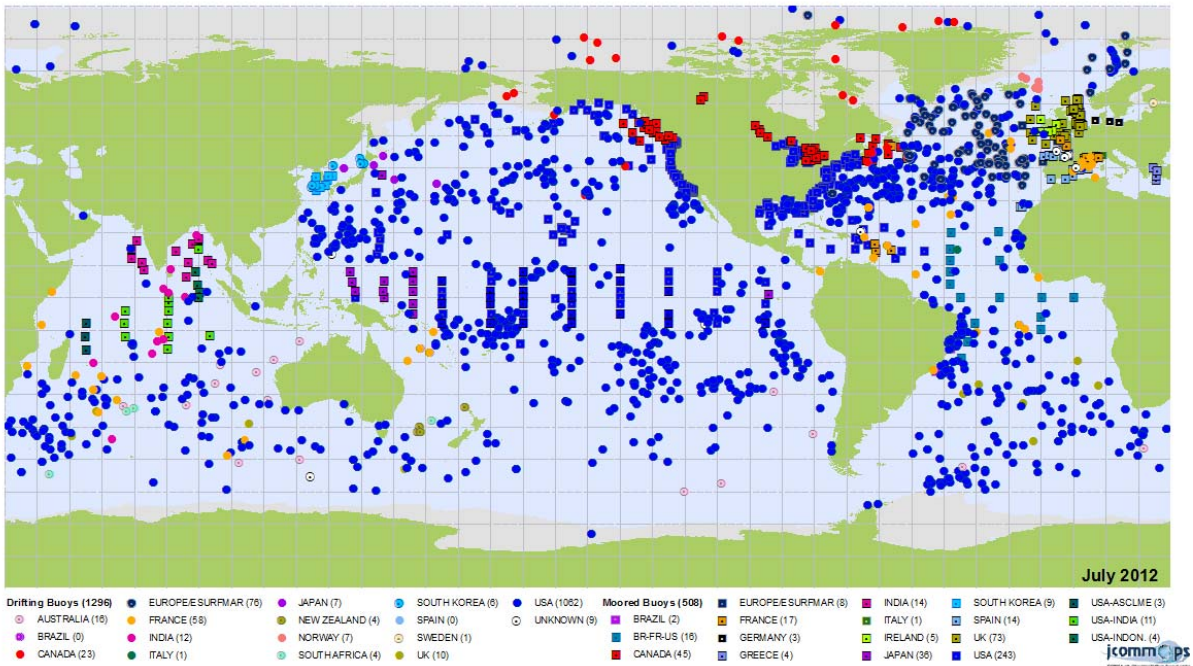 July 2012
Drifting Buoys (1296) EUROPE/ESURFMAR (76) JAPAN (7) SOUTH KOREA (6) USA (1062) Moored Buoys (508) EUROPE/ESURFMAR (8) INDIA (14) SOUTH KOREA (9) USA-ASCLME (3)
AUSTRALIA (16) FRANCE (58) NEW ZEALAND (4) SPAIN (0) UNKNOWN (9) BRAZIL (2) FRANCE (17) ITALY (1) SPAIN (14) USA-INDIA (11)
BRAZIL (0) INDIA (12) NORWAY (7) SWEDEN (1) BR-FR-US (16) GERMANY (3) IRELAND (5) UK (73) USA-INDON. (4)
CANADA (23) ITALY (1) SOUTH AFRICA (4) UK (10) CANADA (45) GREECE (4) JAPAN (36) USA (243)
jcommops